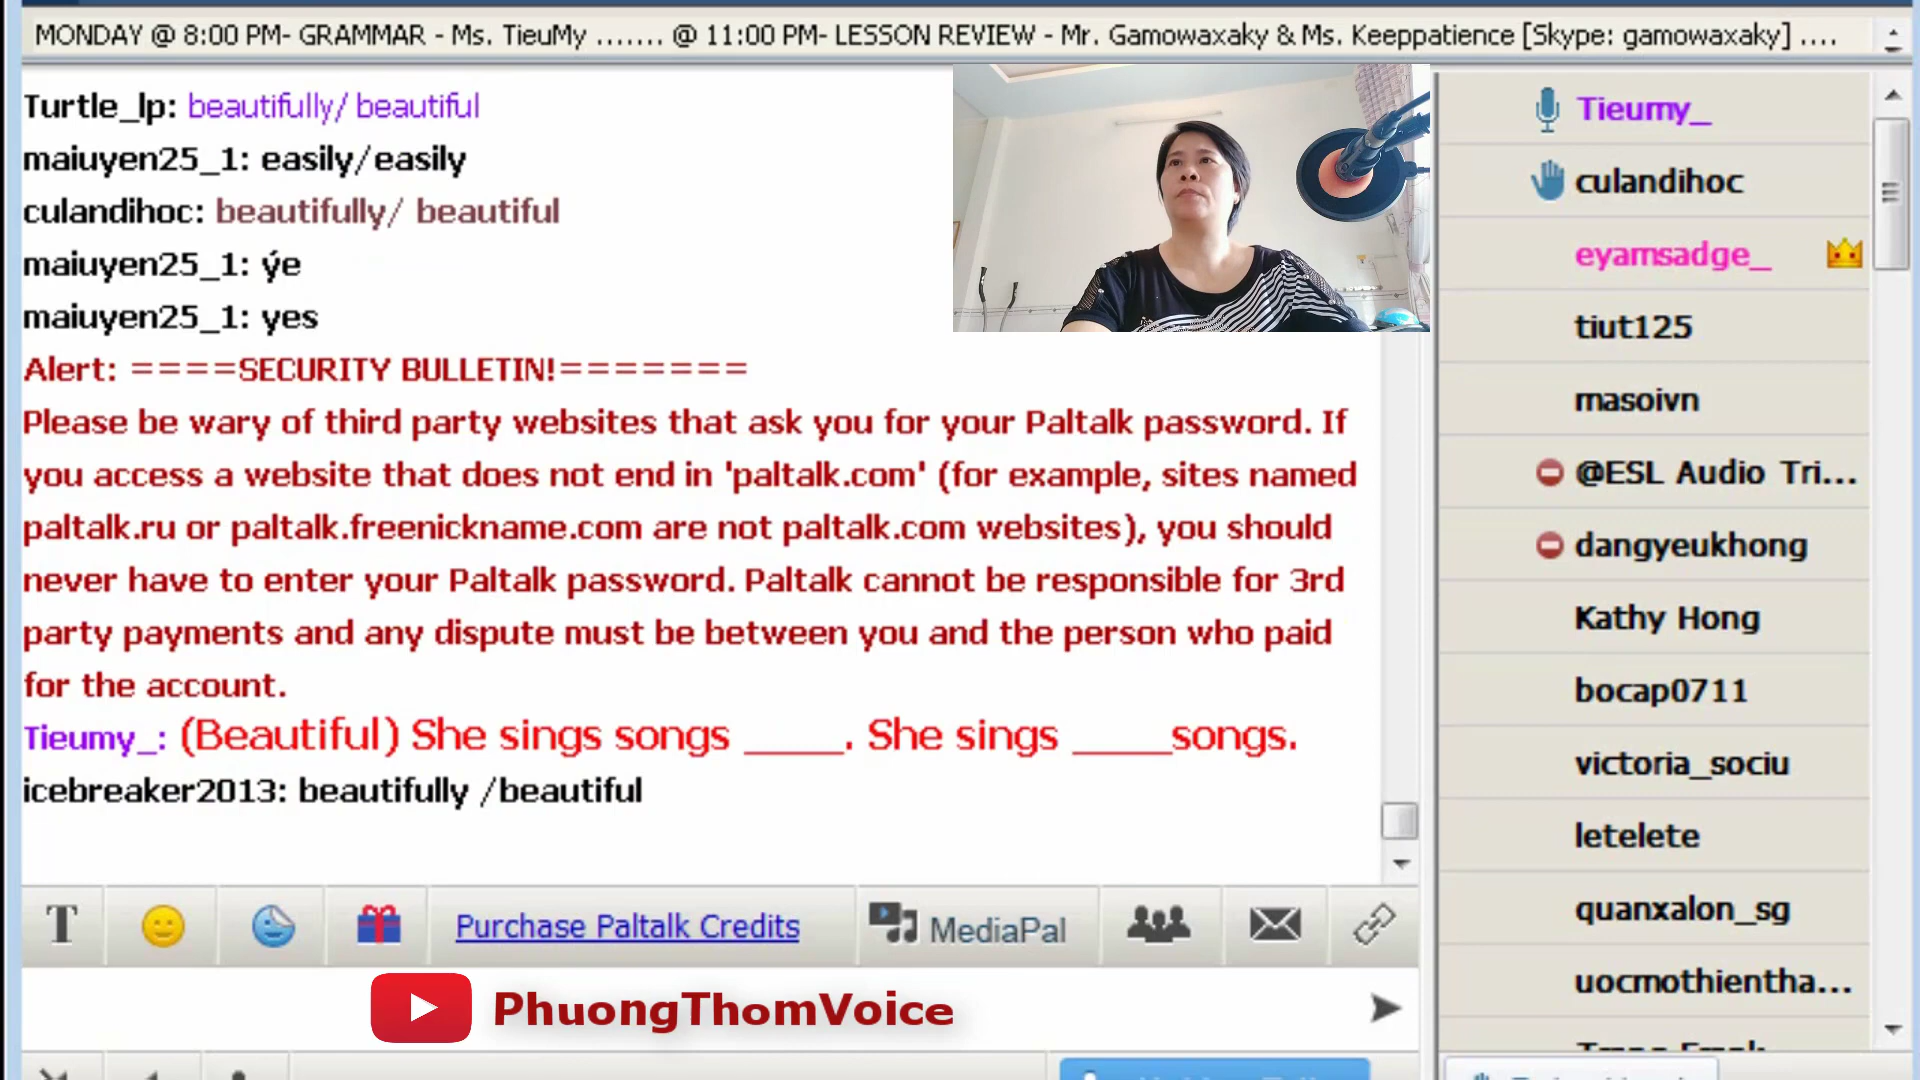 MONDAY @ 8:00 PM- GRAMMAR - Ms. TieuMy ....... @ 11:00 PM- LESSON REVIEW - Mr. Gamowaxaky & Ms. Keeppatience [Skype: gamowaxaky] ....
Turtle_lp: beautifully/ beautiful
maiuyen25_1: easily/easily
culandihoc: beautifully/ beautiful
maiuyen25_1: ýe
maiuyen25_1: yes
Alert: ====SECURITY BULLETIN!=======
Please be wary of third party websites that ask you for your Paltalk password. If
you access a website that does not end in 'paltalk.com' (for example, sites named
paltalk.ru or paltalk.freenickname.com are not paltalk.com websites), you should
never have to enter your Paltalk password. Paltalk cannot be responsible for 3rd
party payments and any dispute must be between you and the person who paid
for the account.
Tieumy_: (Beautiful) She sings songs ____. She sings ____songs.
icebreaker2013: beautifully /beautiful
T
Purchase Paltalk Credits
MediaPal
PhuongThomVoice
Tieumy_
culandihoc
eyamsadge_
tiut125
masoivn
@ESL Audio Tri...
dangyeukhong
Kathy Hong
bocap0711
victoria_sociu
letelete
quanxalon_sg
uocmothientha...